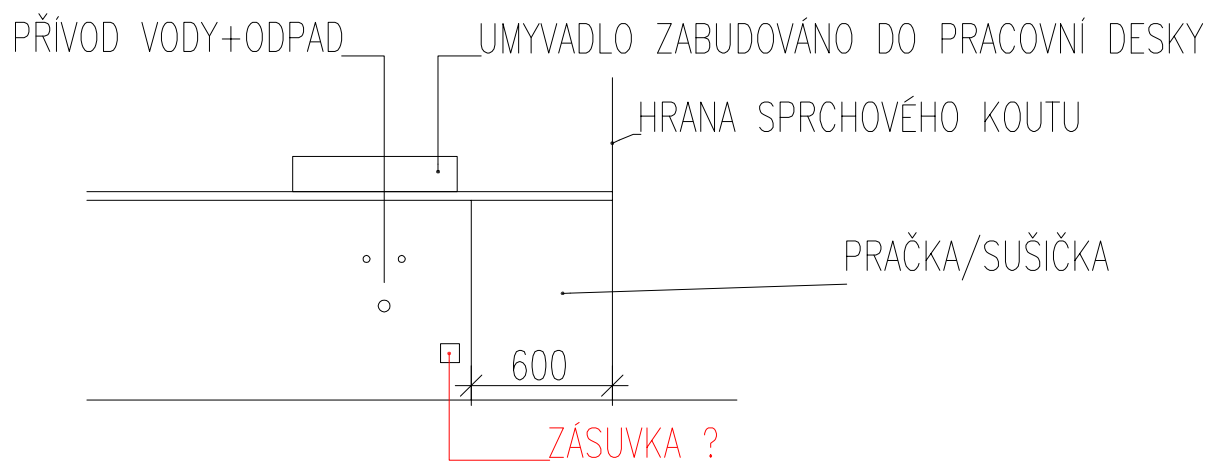 PŘÍVOD VODY+ODPAD
UMYVADLO ZABUDOVÁNO DO PRACOVNÍ DESKY
HRANA SPRCHOVÉHO KOUTU
PRAČKA/SUŠIČKA
600
ZÁSUVKA ?